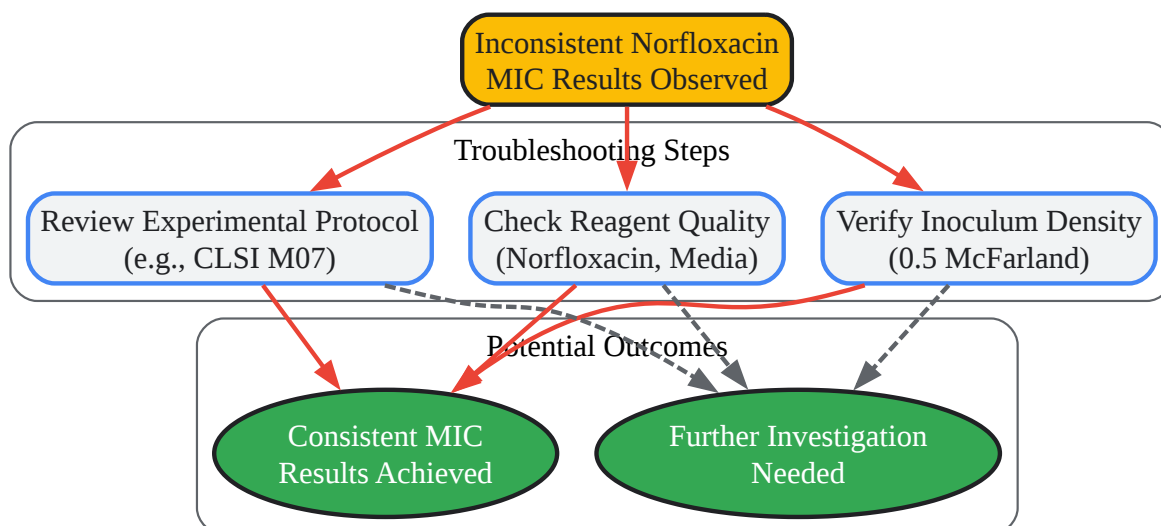 Inconsistent Norfloxacin
MIC Results Observed
Troubleshooting Steps
Review Experimental Protocol
(e.g., CLSI M07)
Check Reagent Quality
(Norfloxacin, Media)
Verify Inoculum Density
(0.5 McFarland)
Potential Outcomes
Consistent MIC
Results Achieved
Further Investigation
Needed